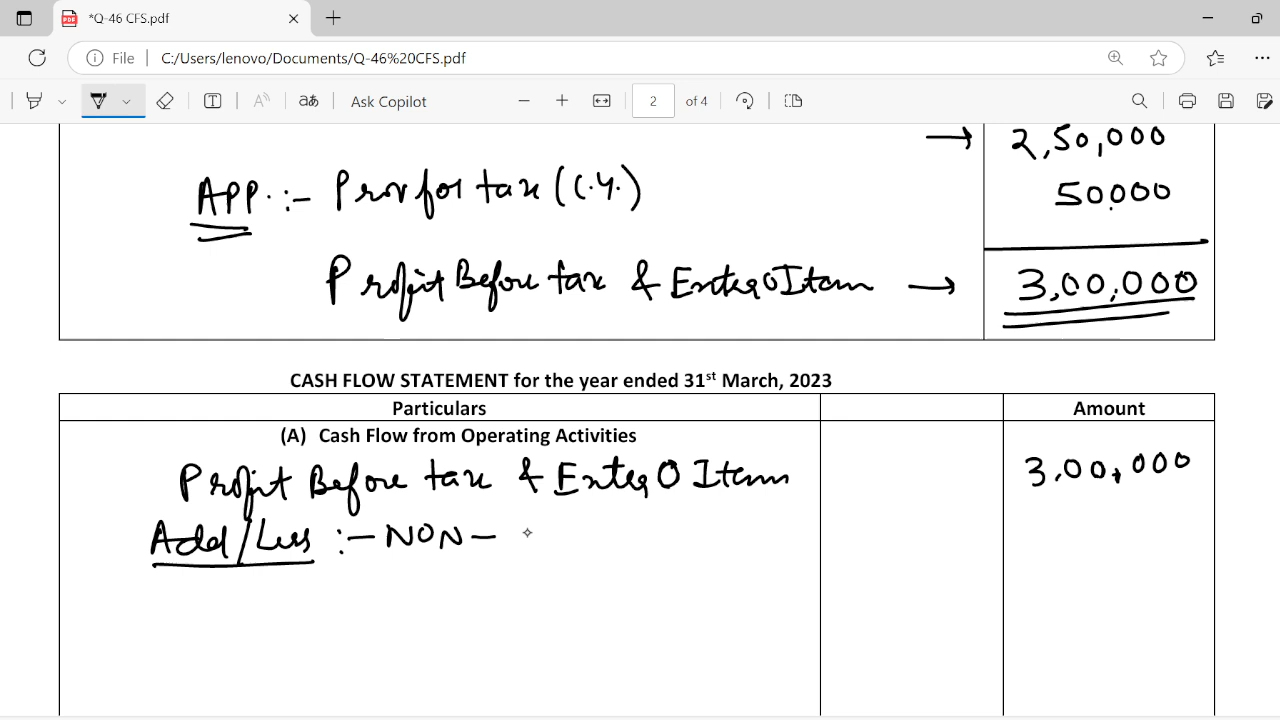 *Q-46 CFS.pdf
File C:/Users/lenovo/Documents/Q-46%20CFS.pdf
Ask Copilot 2 of 4
2,50,000
APP. :- Prov for tax (C.Y.) 50,000
Profit Before tax & Extra O Item 3,00,000
CASH FLOW STATEMENT for the year ended 31st March, 2023
Particulars Amount
(A) Cash Flow from Operating Activities
Profit Before tax & Extra O Item 3,00,000
Add/Less :- NON -